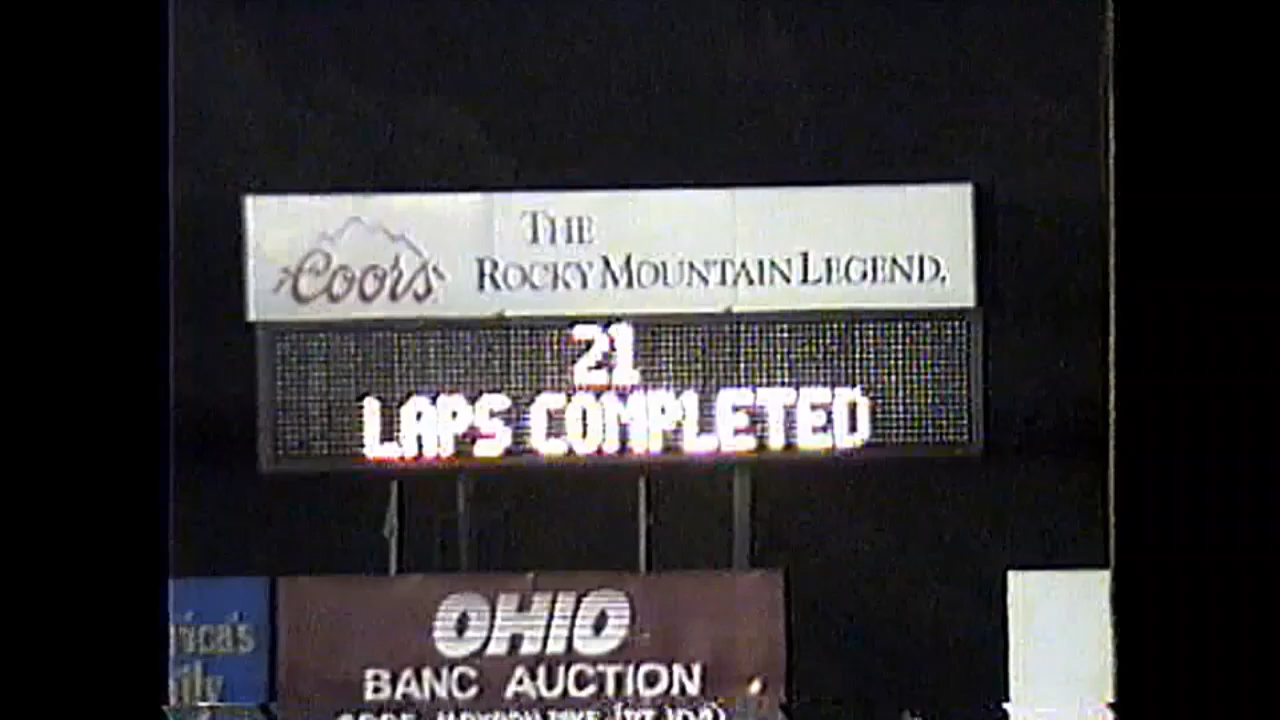 Coors
THE
ROCKY MOUNTAIN LEGEND.
21
LAPS COMPLETED
OHIO
BANC AUCTION